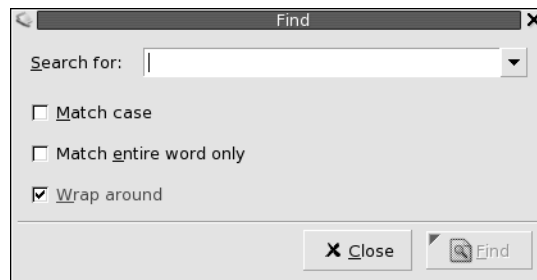 Find
Search for:
Match case
Match entire word only
Wrap around
Close Find